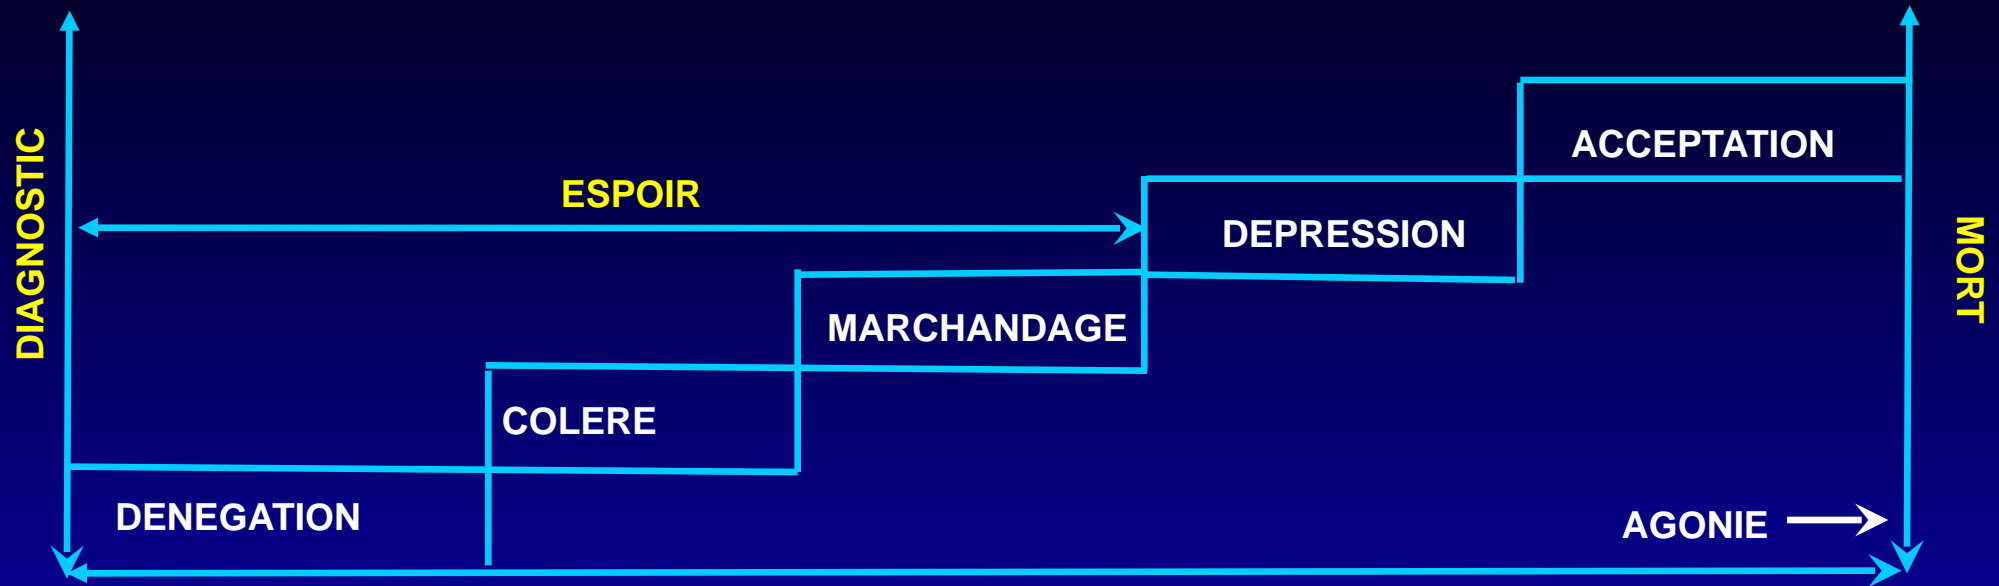 DIAGNOSTIC
ESPOIR
DENEGATION
COLERE
MARCHANDAGE
DEPRESSION
ACCEPTATION
AGONIE
MORT